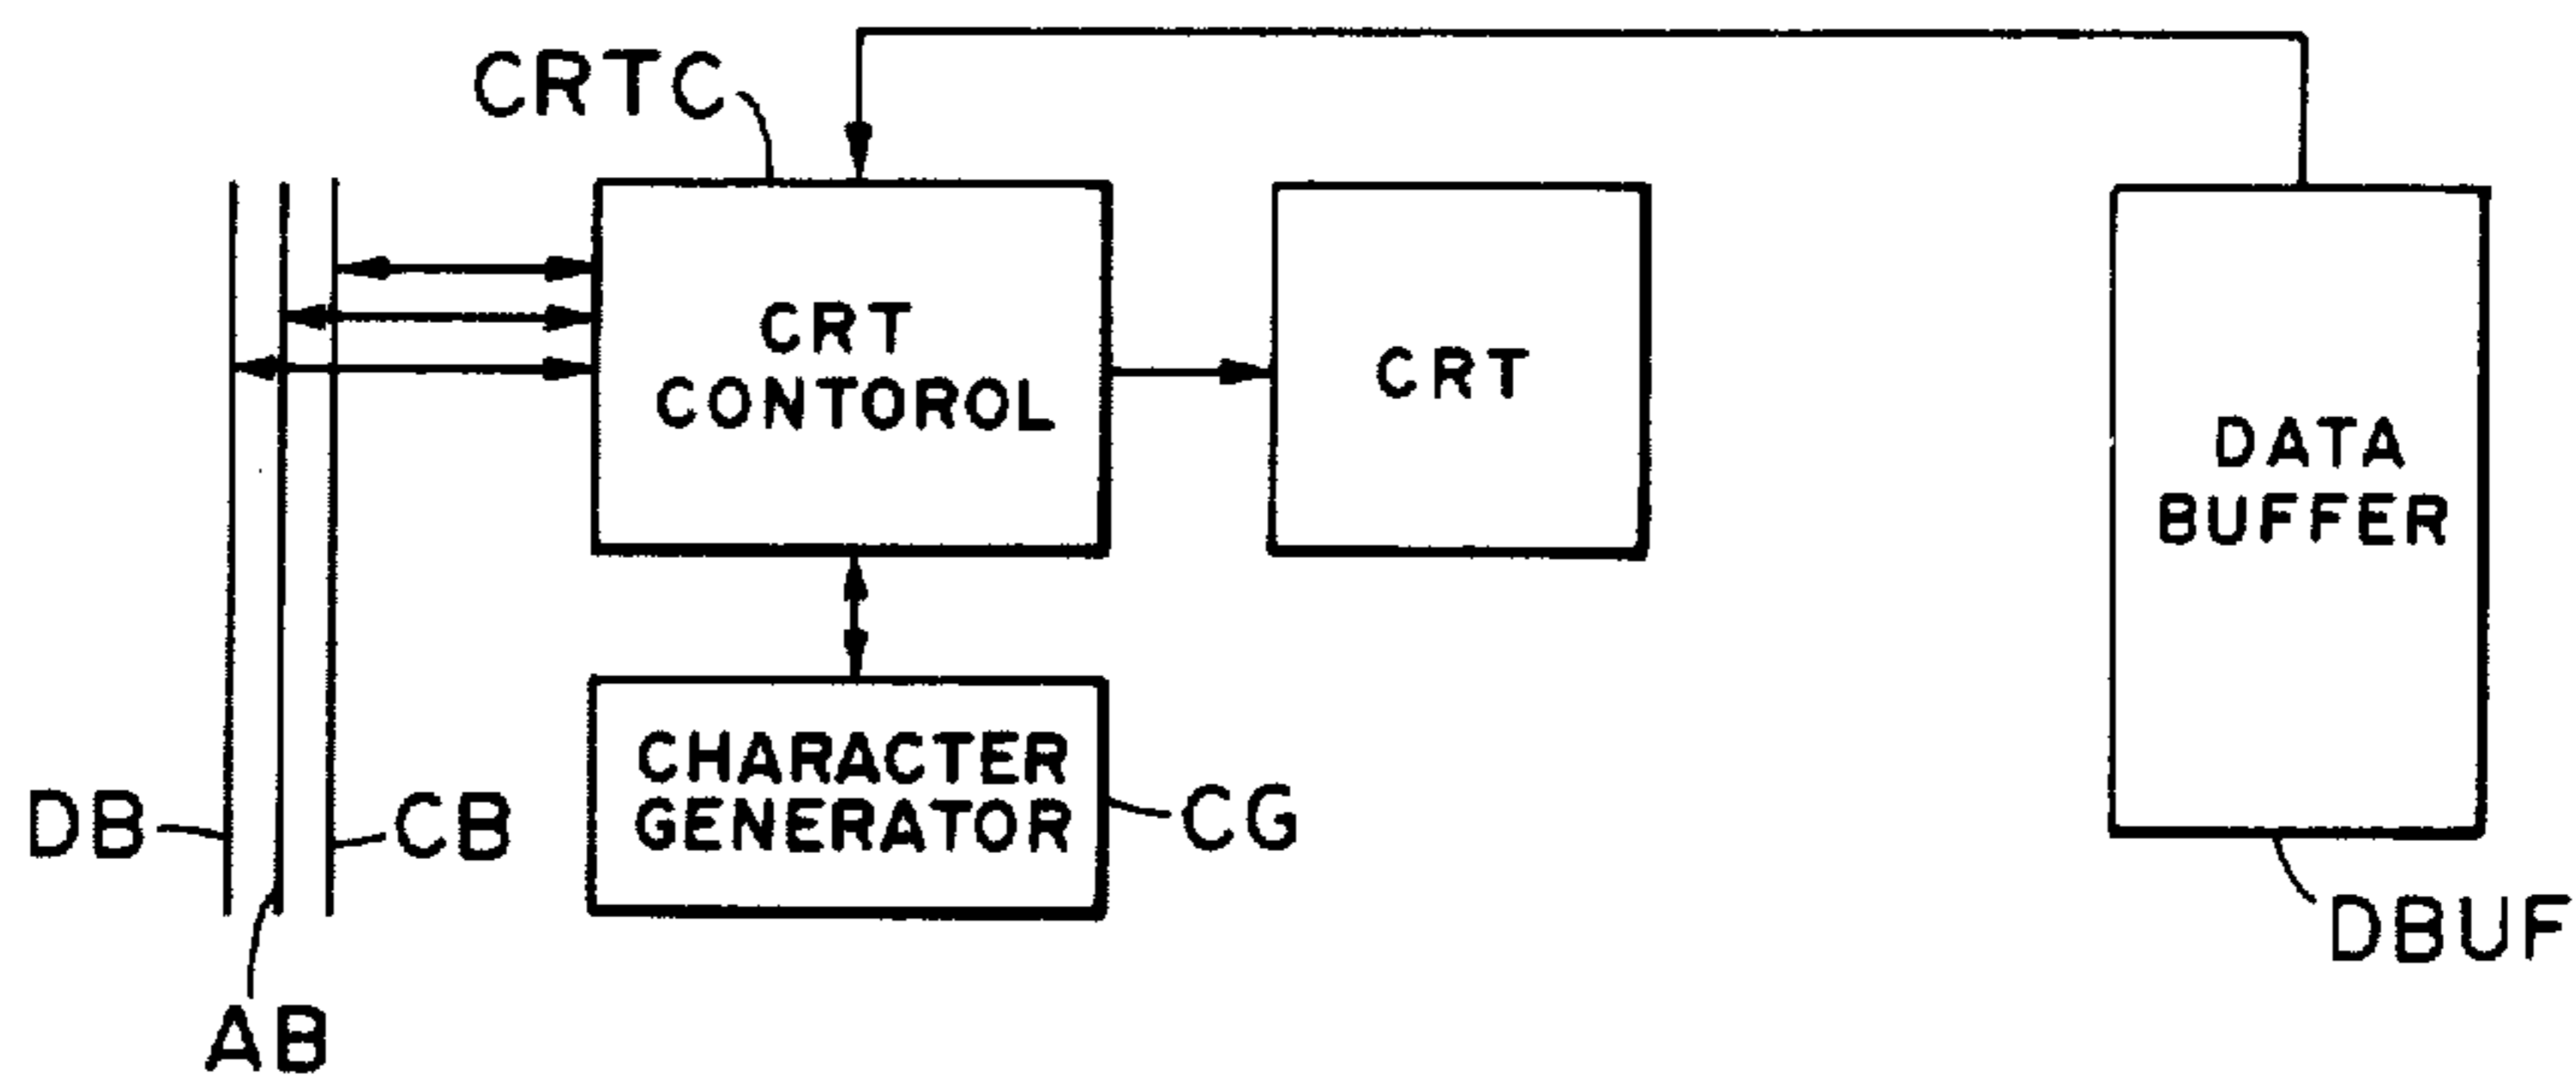 CRTC
CRT
CONTOROL
CRT
DATA
BUFFER
CHARACTER
GENERATOR
DB
CB
CG
DBUF
AB